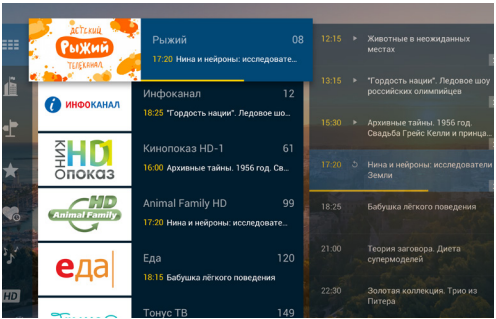 ДЕТСКИЙ
Рыжий
ТЕЛЕКАНАЛ
Рыжий 08
17:20 Нина и нейроны: исследовате...
ИНФОКАНАЛ
Инфоканал 12
18:25 "Гордость нации". Ледовое шо...
КИНО HD1
ПОКАЗ
Кинопоказ HD-1 61
16:00 Архивные тайны. 1956 год. Св...
HD
Animal Family
Animal Family HD 99
17:20 Нина и нейроны: исследовате...
еда
Еда 120
18:15 Бабушка лёгкого поведения
Тонус ТВ 149
HD
12:15 Животные в неожиданных
местах
13:15 "Гордость нации". Ледовое шоу
российских олимпийцев
15:30 Архивные тайны. 1956 год.
Свадьба Грейс Келли и принца...
17:20 Нина и нейроны: исследователи
Земли
18:25 Бабушка лёгкого поведения
21:00 Теория заговора. Диета
супермоделей
22:30 Золотая коллекция. Трио из
Питера